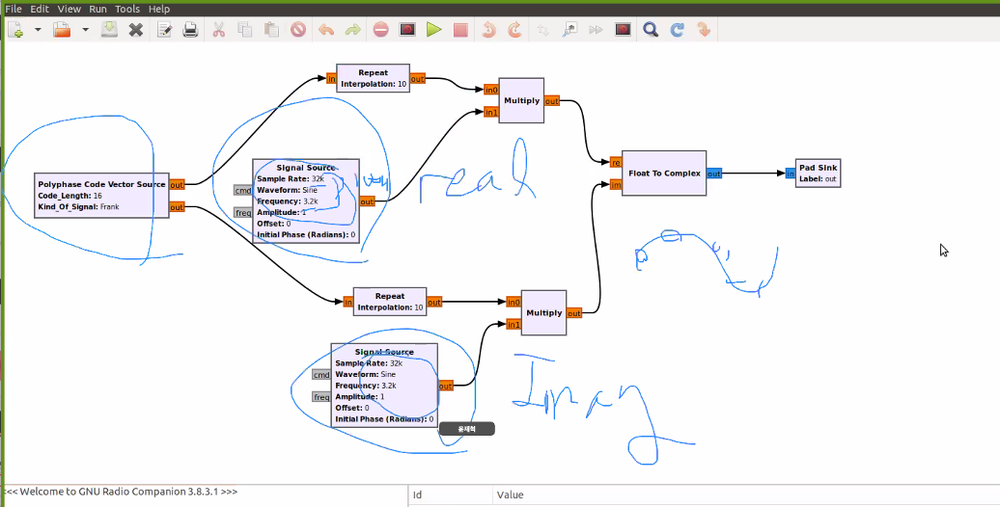 File Edit View Run Tools Help
Repeat
Interpolation: 10
in
out
in0
in1
Multiply
out
Polyphase Code Vector Source
Code_Length: 16
Kind_Of_Signal: Frank
out
out
Signal Source
Sample Rate: 32k
Waveform: Sine
Frequency: 3.2k
Amplitude: 1
Offset: 0
Initial Phase (Radians): 0
cmd
freq
out
real
re
im
Float To Complex
out
in
Pad Sink
Label: out
Repeat
Interpolation: 10
in
out
in0
in1
Multiply
out
Signal Source
Sample Rate: 32k
Waveform: Sine
Frequency: 3.2k
Amplitude: 1
Offset: 0
Initial Phase (Radians): 0
cmd
freq
out
Imag
<<< Welcome to GNU Radio Companion 3.8.3.1 >>>
Id Value